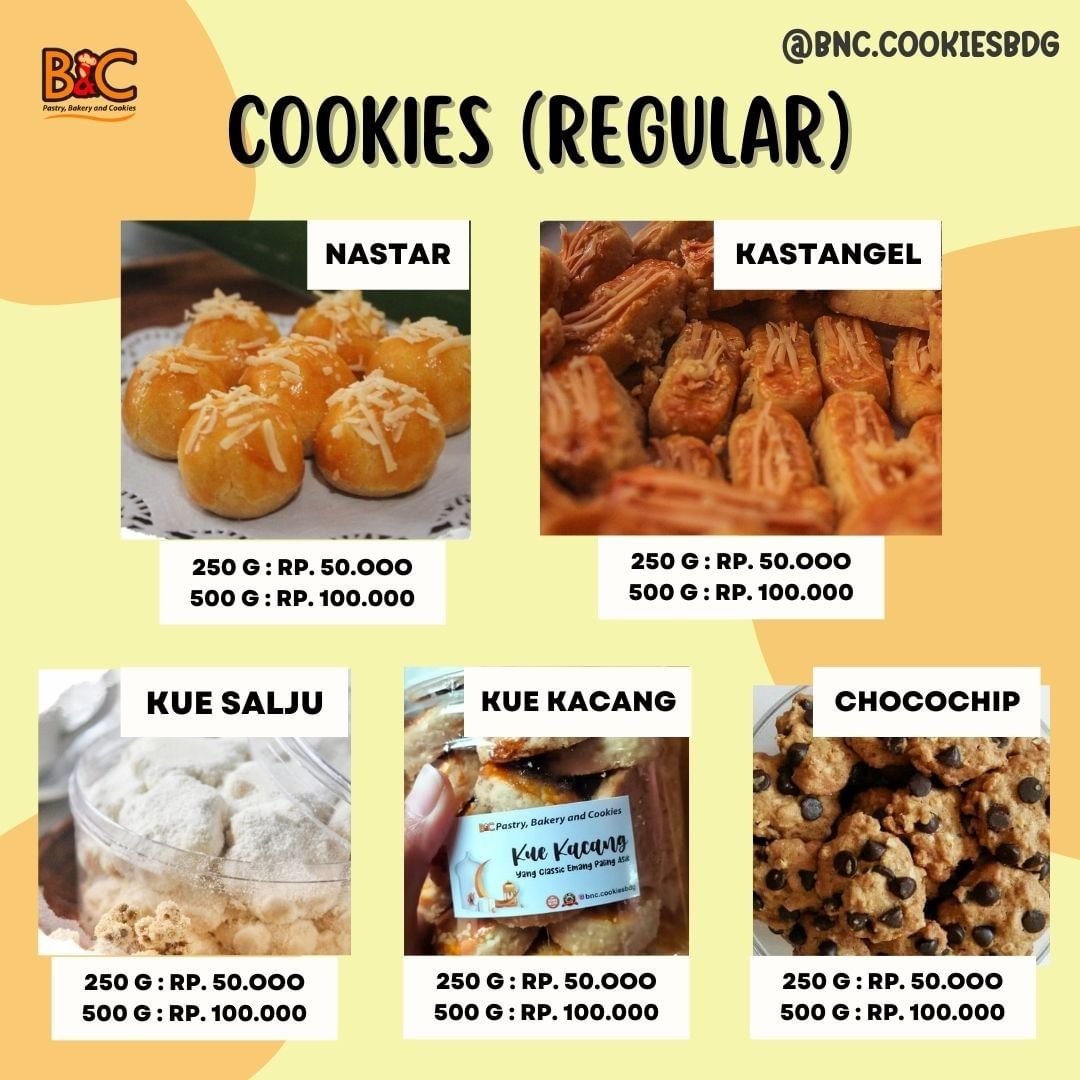 B&C
Pastry, Bakery and Cookies
@BNC.COOKIESBDG
COOKIES (REGULAR)
NASTAR
250 G : RP. 50.000
500 G : RP. 100.000
KASTANGEL
250 G : RP. 50.000
500 G : RP. 100.000
KUE SALJU
250 G : RP. 50.000
500 G : RP. 100.000
KUE KACANG
B&C Pastry, Bakery and Cookies
Kue Kacang
Yang Classic Emang Paling Asik
@bnc.cookiesbdg
250 G : RP. 50.000
500 G : RP. 100.000
CHOCOCHIP
250 G : RP. 50.000
500 G : RP. 100.000